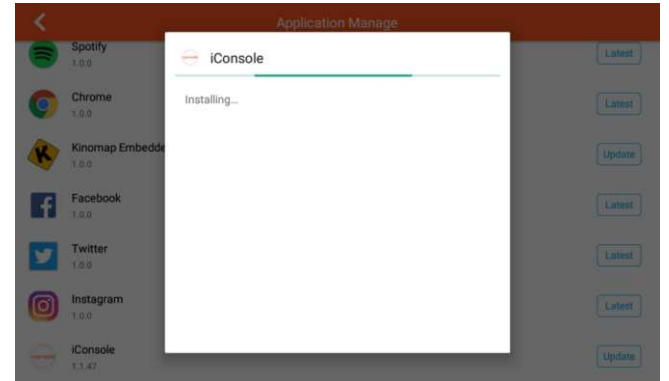 Application Manage
Spotify
1.0.0
Latest
iConsole
Installing...
Chrome
1.0.0
Latest
Kinomap Embedde
1.0.0
Update
Facebook
1.0.0
Latest
Twitter
1.0.0
Latest
Instagram
1.0.0
Latest
iConsole
1.1.47
Update